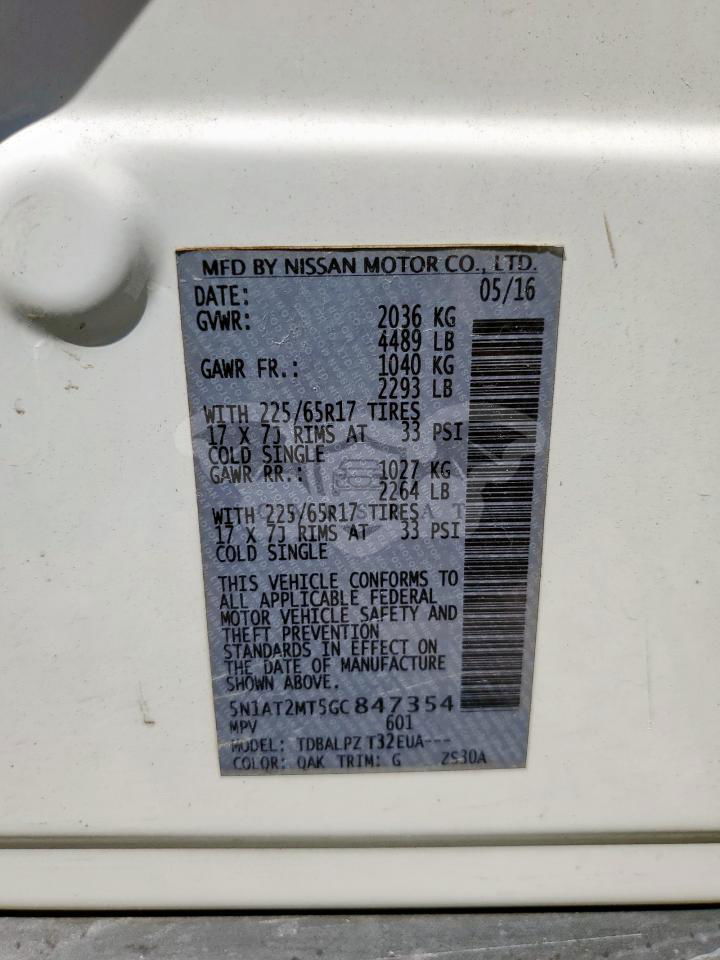 MFD BY NISSAN MOTOR CO., LTD.
DATE: 05/16
GVWR: 2036 KG
4489 LB
GAWR FR.: 1040 KG
2293 LB
WITH 225/65R17 TIRES
17 X 7J RIMS AT 33 PSI
COLD SINGLE
GAWR RR.: 1027 KG
2264 LB
WITH 225/65R17 TIRES
17 X 7J RIMS AT 33 PSI
COLD SINGLE
THIS VEHICLE CONFORMS TO
ALL APPLICABLE FEDERAL
MOTOR VEHICLE SAFETY AND
THEFT PREVENTION
STANDARDS IN EFFECT ON
THE DATE OF MANUFACTURE
SHOWN ABOVE.
5N1AT2MT5GC847354
MPV 601
MODEL: TDBALPZ T32EUA---
COLOR: QAK TRIM: G 2S30A